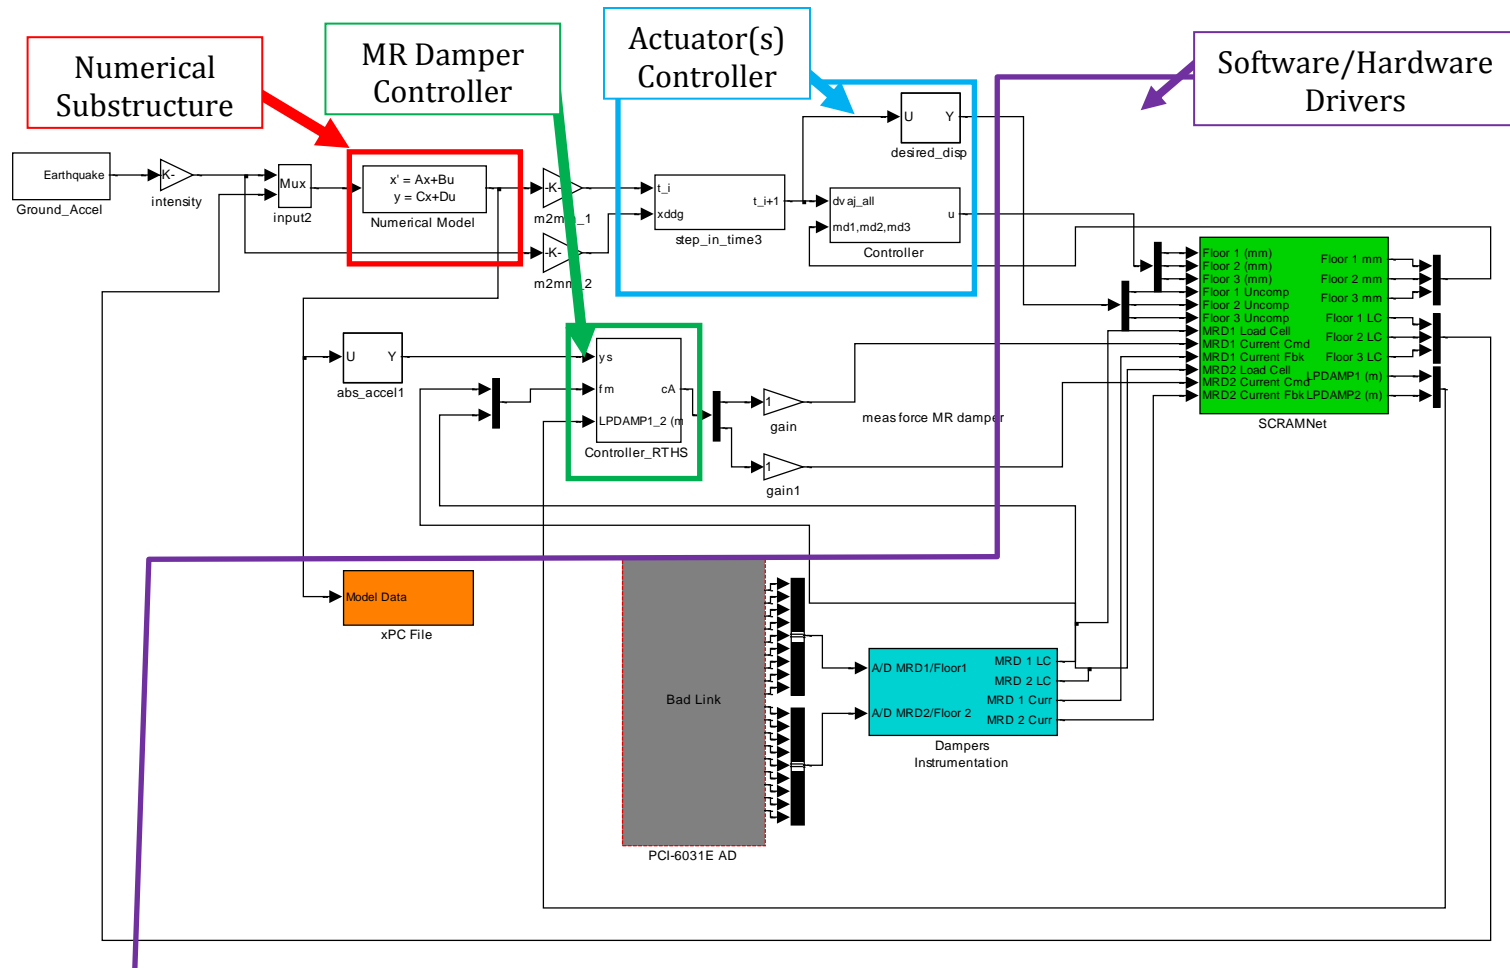 Numerical
Substructure
MR Damper
Controller
Actuator(s)
Controller
Software/Hardware
Drivers
Earthquake
Ground_Accel
-K-
intensity
Mux
input2
x' = Ax+Bu
y = Cx+Du
Numerical Model
-K-
m2mm_1
-K-
m2mm_2
t_i
xddg
t_i+1
step_in_time3
U
Y
desired_disp
dvaj_all
md1,md2,md3
u
Controller
Floor 1 (mm)
Floor 2 (mm)
Floor 3 (mm)
Floor 1 Uncomp
Floor 2 Uncomp
Floor 3 Uncomp
MRD1 Load Cell
MRD1 Current Cmd
MRD1 Current Fbk
MRD2 Load Cell
MRD2 Current Cmd
MRD2 Current Fbk
Floor 1 mm
Floor 2 mm
Floor 3 mm
Floor 1 LC
Floor 2 LC
Floor 3 LC
LPDAMP1 (m)
LPDAMP2 (m)
SCRAMNet
U
Y
abs_accel1
ys
fm
LPDAMP1_2 (m
cA
Controller_RTHS
1
gain
1
gain1
meas force MR damper
Model Data
xPC File
Bad Link
PCI-6031E AD
A/D MRD1/Floor1
A/D MRD2/Floor 2
MRD 1 LC
MRD 2 LC
MRD 1 Curr
MRD 2 Curr
Dampers
Instrumentation